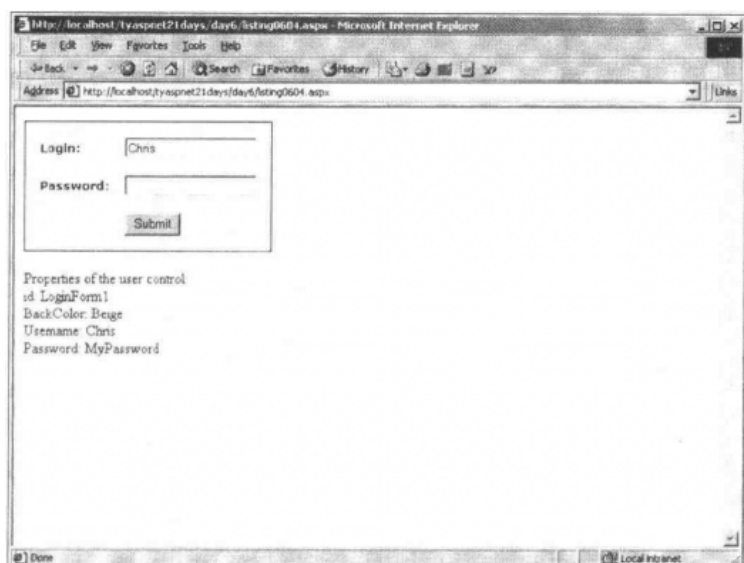 http://localhost/tyaspnet21days/day6/listing0604.aspx - Microsoft Internet Explorer
File Edit View Favorites Tools Help
Back Search Favorites History
Address http://localhost/tyaspnet21days/day6/listing0604.aspx Links
Login: Chris
Password:
Submit
Properties of the user control
id: LoginForm1
BackColor: Beige
Username: Chris
Password: MyPassword
Done Local intranet